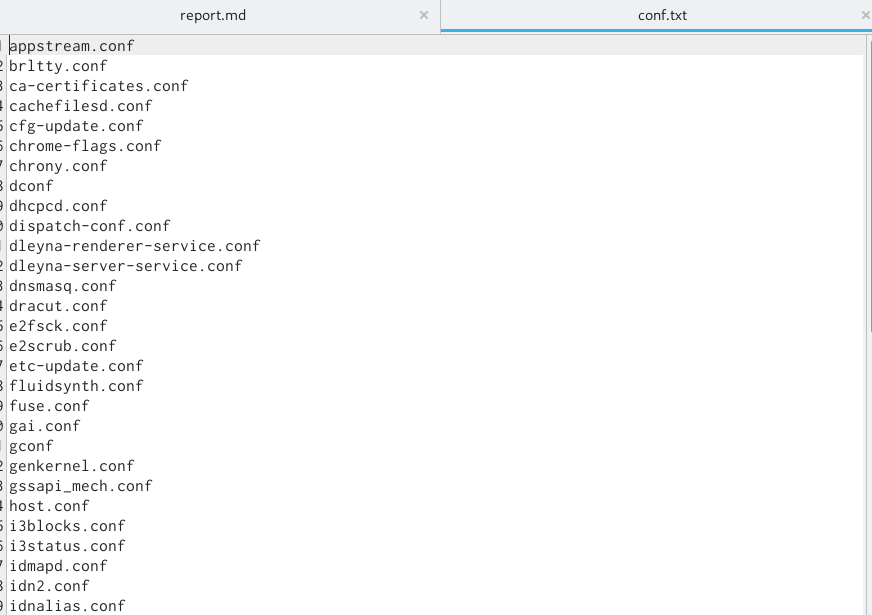 report.md
conf.txt
appstream.conf
brltty.conf
ca-certificates.conf
cachefilesd.conf
cfg-update.conf
chrome-flags.conf
chrony.conf
dconf
dhcpcd.conf
dispatch-conf.conf
dleyna-renderer-service.conf
dleyna-server-service.conf
dnsmasq.conf
dracut.conf
e2fsck.conf
e2scrub.conf
etc-update.conf
fluidsynth.conf
fuse.conf
gai.conf
gconf
genkernel.conf
gssapi_mech.conf
host.conf
i3blocks.conf
i3status.conf
idmapd.conf
idn2.conf
idnalias.conf